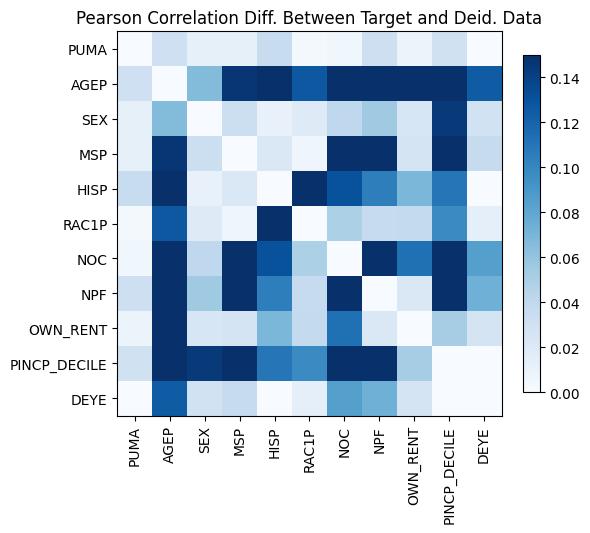 Pearson Correlation Diff. Between Target and Deid. Data
PUMA
AGEP
SEX
MSP
HISP
RAC1P
NOC
NPF
OWN_RENT
PINCP_DECILE
DEYE
PUMA
AGEP
SEX
MSP
HISP
RAC1P
NOC
NPF
OWN_RENT
PINCP_DECILE
DEYE
0.14
0.12
0.10
0.08
0.06
0.04
0.02
0.00